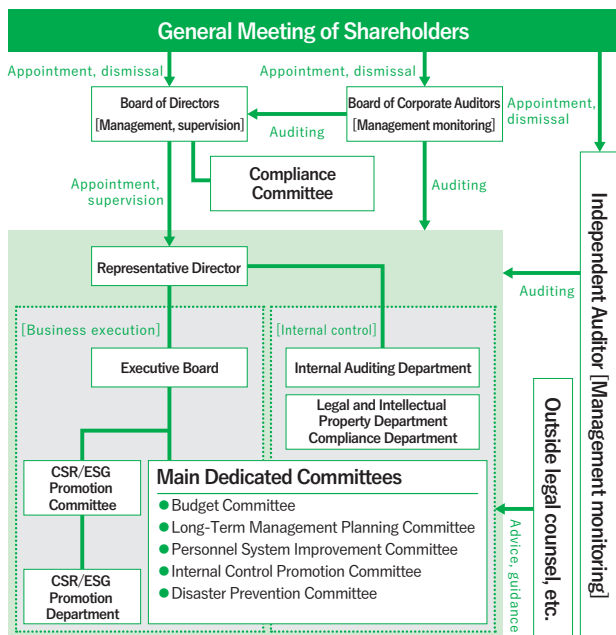 General Meeting of Shareholders
Appointment, dismissal
Appointment, dismissal
Appointment,
dismissal
Board of Directors
[Management, supervision]
Auditing
Board of Corporate Auditors
[Management monitoring]
Compliance
Committee
Appointment,
supervision
Auditing
Independent Auditor [Management monitoring]
Representative Director
Auditing
[Business execution]
[Internal control]
Executive Board
Internal Auditing Department
Legal and Intellectual
Property Department
Compliance Department
Outside legal counsel, etc.
CSR/ESG
Promotion
Committee
CSR/ESG
Promotion
Department
Main Dedicated Committees
● Budget Committee
● Long-Term Management Planning Committee
● Personnel System Improvement Committee
● Internal Control Promotion Committee
● Disaster Prevention Committee
Advice, guidance